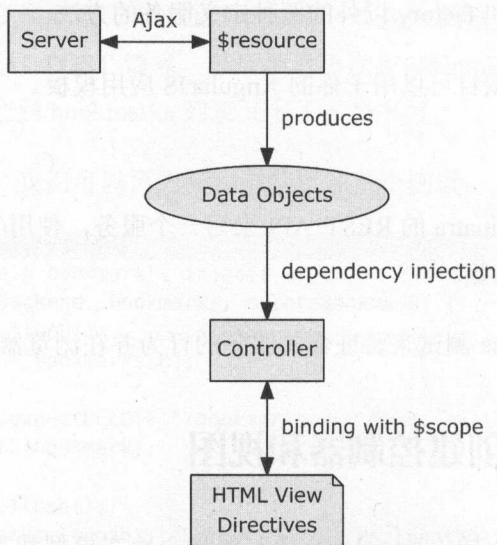 Ajax
Server
$resource
produces
Data Objects
dependency injection
Controller
binding with $scope
HTML View
Directives